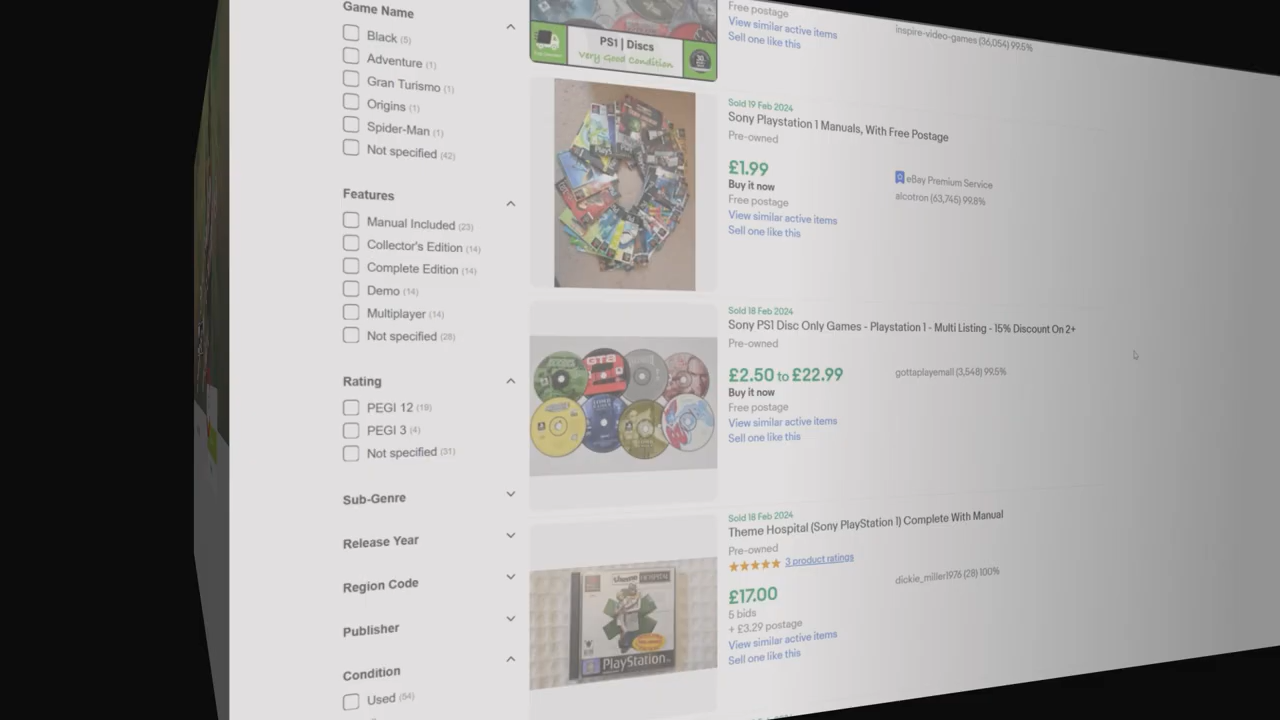 Game Name
Black (5)
Adventure (1)
Gran Turismo (1)
Origins (1)
Spider-Man (1)
Not specified (42)
Features
Manual Included (23)
Collector's Edition (14)
Complete Edition (14)
Demo (14)
Multiplayer (14)
Not specified (28)
Rating
PEGI 12 (19)
PEGI 3 (4)
Not specified (31)
Sub-Genre
Release Year
Region Code
Publisher
Condition
Used (54)
PS1 | Discs
Very Good Condition
Free postage
View similar active items
Sell one like this
inspire-video-games (36,054) 99.5%
Sold 19 Feb 2024
Sony Playstation 1 Manuals, With Free Postage
Pre-owned
£1.99
Buy it now
Free postage
View similar active items
Sell one like this
eBay Premium Service
alcotron (63,745) 99.8%
Sold 18 Feb 2024
Sony PS1 Disc Only Games - Playstation 1 - Multi Listing - 15% Discount On 2+
Pre-owned
£2.50 to £22.99
Buy it now
Free postage
View similar active items
Sell one like this
gottaplayemall (3,548) 99.5%
Sold 18 Feb 2024
Theme Hospital (Sony PlayStation 1) Complete With Manual
Pre-owned
3 product ratings
£17.00
5 bids
+ £3.29 postage
View similar active items
Sell one like this
dickie_miller1976 (28) 100%
HOSPITAL
PlayStation